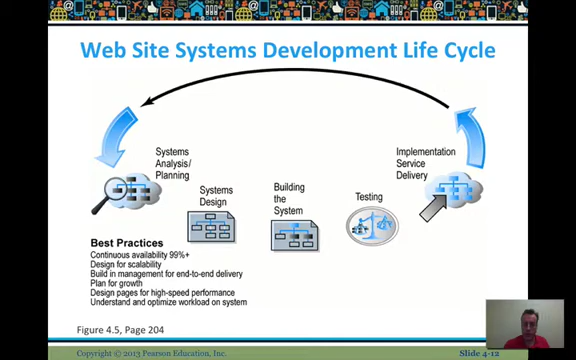 Web Site Systems Development Life Cycle
Systems
Analysis/
Planning
Systems
Design
Building
the
System
Testing
Implementation
Service
Delivery
Best Practices
Continuous availability 99%+
Design for scalability
Build in management for end-to-end delivery
Plan for growth
Design pages for high-speed performance
Understand and optimize workload on system
Figure 4.5, Page 204
Copyright © 2013 Pearson Education, Inc.
Slide 4-12